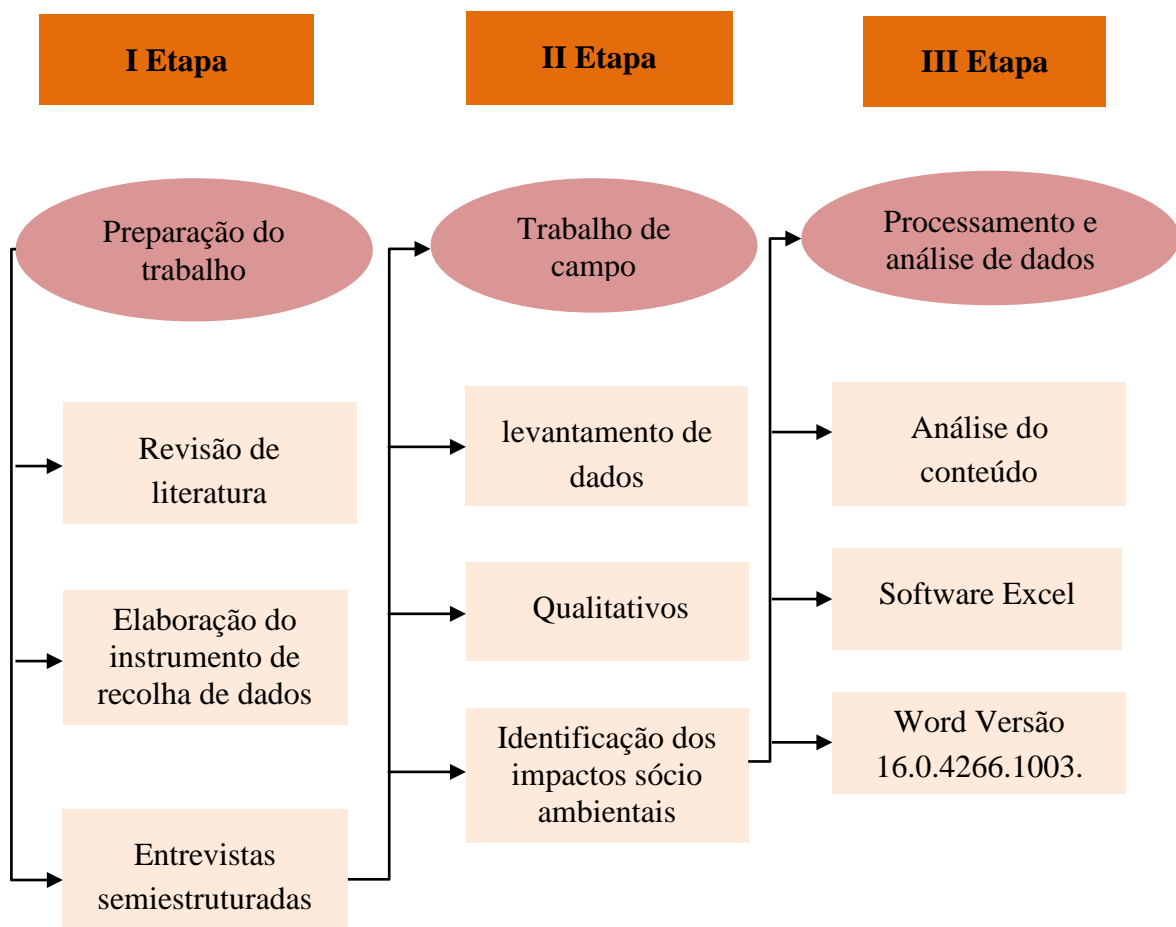 I Etapa
II Etapa
III Etapa
Preparação do
trabalho
Trabalho de
campo
Processamento e
análise de dados
Revisão de
literatura
levantamento de
dados
Análise do
conteúdo
Elaboração do
instrumento de
recolha de dados
Qualitativos
Software Excel
Entrevistas
semiestruturadas
Identificação dos
impactos sócio
ambientais
Word Versão
16.0.4266.1003.